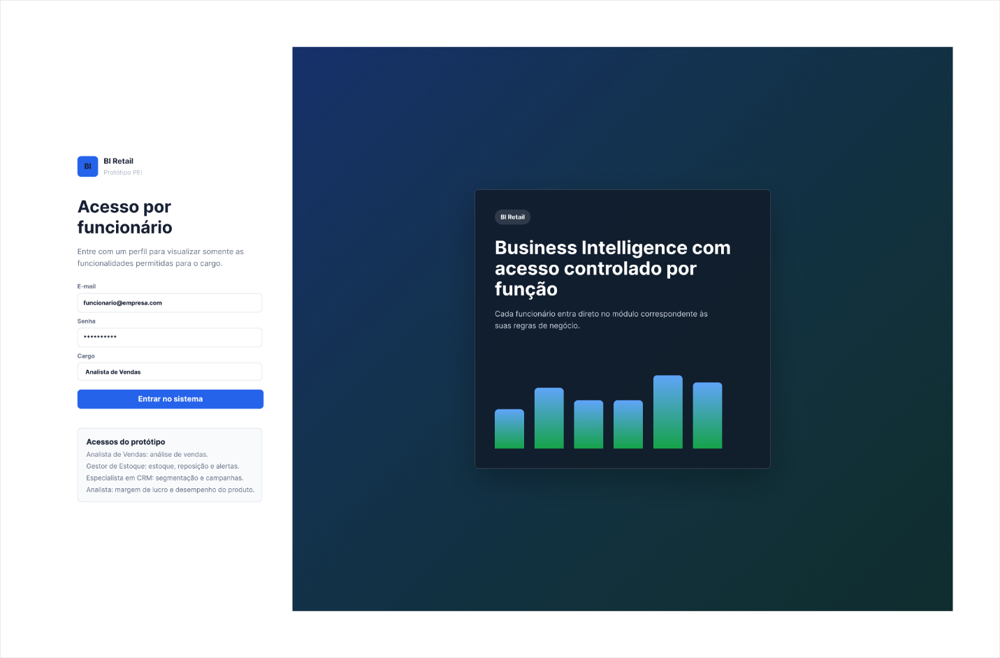 BI
BI Retail
Protótipo PEI
Acesso por
funcionário
Entre com um perfil para visualizar somente as
funcionalidades permitidas para o cargo.
E-mail
funcionario@empresa.com
Senha
**********
Cargo
Analista de Vendas
Entrar no sistema
Acessos do protótipo
Analista de Vendas: análise de vendas.
Gestor de Estoque: estoque, reposição e alertas.
Especialista em CRM: segmentação e campanhas.
Analista: margem de lucro e desempenho do produto.
BI Retail
Business Intelligence com
acesso controlado por
função
Cada funcionário entra direto no módulo correspondente às
suas regras de negócio.